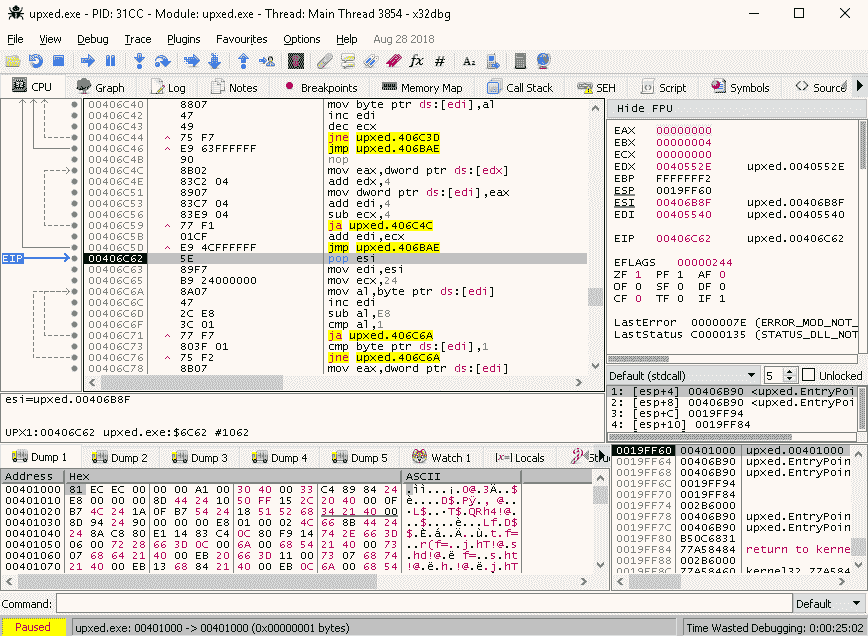 upxed.exe - PID: 31CC - Module: upxed.exe - Thread: Main Thread 3854 - x32dbg
File View Debug Trace Plugins Favourites Options Help Aug 28 2018
CPU Graph Log Notes Breakpoints Memory Map Call Stack SEH Script Symbols Source
00406C40 8807 mov byte ptr ds:[edi],al
00406C42 47 inc edi
00406C43 49 dec ecx
00406C44 75 F7 jne upxed.406C3D
00406C46 E9 63FFFFFF jmp upxed.406BAE
00406C4B 90 nop
00406C4C 8B02 mov eax,dword ptr ds:[edx]
00406C4E 83C2 04 add edx,4
00406C51 8907 mov dword ptr ds:[edi],eax
00406C53 83C7 04 add edi,4
00406C56 83E9 04 sub ecx,4
00406C59 77 F1 ja upxed.406C4C
00406C5B 01CF add edi,ecx
00406C5D E9 4CFFFFFF jmp upxed.406BAE
EIP 00406C62 5E pop esi
00406C63 89F7 mov edi,esi
00406C65 B9 24000000 mov ecx,24
00406C6A 8A07 mov al,byte ptr ds:[edi]
00406C6C 47 inc edi
00406C6D 2C E8 sub al,E8
00406C6F 3C 01 cmp al,1
00406C71 77 F7 ja upxed.406C6A
00406C73 803F 01 cmp byte ptr ds:[edi],1
00406C76 75 F2 jne upxed.406C6A
00406C78 8B07 mov eax,dword ptr ds:[edi]
Hide FPU
EAX 00000000
EBX 00000004
ECX 00000000
EDX 0040552E upxed.0040552E
EBP FFFFFFF2
ESP 0019FF60
ESI 00406B8F upxed.00406B8F
EDI 00405540 upxed.00405540
EIP 00406C62 upxed.00406C62
EFLAGS 00000244
ZF 1 PF 1 AF 0
OF 0 SF 0 DF 0
CF 0 TF 0 IF 1
LastError 0000007E (ERROR_MOD_NOT_
LastStatus C0000135 (STATUS_DLL_NOT
Default (stdcall) 5 Unlocked
1: [esp+4] 00406B90 <upxed.EntryPoi
2: [esp+8] 00406B90 <upxed.EntryPoi
3: [esp+C] 0019FF94
4: [esp+10] 0019FF84
esi=upxed.00406B8F
UPX1:00406C62 upxed.exe:$6C62 #1062
Dump 1 Dump 2 Dump 3 Dump 4 Dump 5 Watch 1 [x=] Locals
Address Hex ASCII
00401000 81 EC EC 00 00 00 A1 00 30 40 00 33 C4 89 84 24 .ìì...¡.0@.3Ä..$
00401010 E8 00 00 00 8D 44 24 10 50 FF 15 2C 20 40 00 0F è....D$.Pÿ., @..
00401020 B7 4C 24 1A 0F B7 54 24 18 51 52 68 34 21 40 00 ·L$..·T$.QRh4!@.
00401030 8D 94 24 90 00 00 00 E8 01 00 02 4C 66 8B 44 24 ..$....è...Lf.D$
00401040 24 8A C8 80 E1 14 83 C4 0C 80 F9 14 74 2E 66 3D $.È.á..Ä..ù.t.f=
00401050 06 00 72 28 66 3D 0C 00 6A 00 68 54 21 40 00 73 ..r(f=..j.hT!@.s
00401060 07 68 64 21 40 00 EB 20 66 3D 11 00 73 07 68 74 .hd!@.ë f=..s.ht
00401070 21 40 00 EB 13 68 84 21 40 00 EB 0C 6A 00 68 54 !@.ë.h.!@.ë.j.hT
0019FF60 00401000 upxed.00401000
0019FF64 00406B90 upxed.EntryPoin
0019FF68 00406B90 upxed.EntryPoin
0019FF6C 0019FF94
0019FF70 0019FF84
0019FF74 002B6000
0019FF78 00406B90 upxed.EntryPoin
0019FF7C 00406B90 upxed.EntryPoin
0019FF80 B50C6831
0019FF84 77A58484 return to kerne
0019FF88 002B6000
0019FF8C 77A58460 kernel32.77A584
Command: Default
Paused upxed.exe: 00401000 -> 00401000 (0x00000001 bytes) Time Wasted Debugging: 0:00:25:02